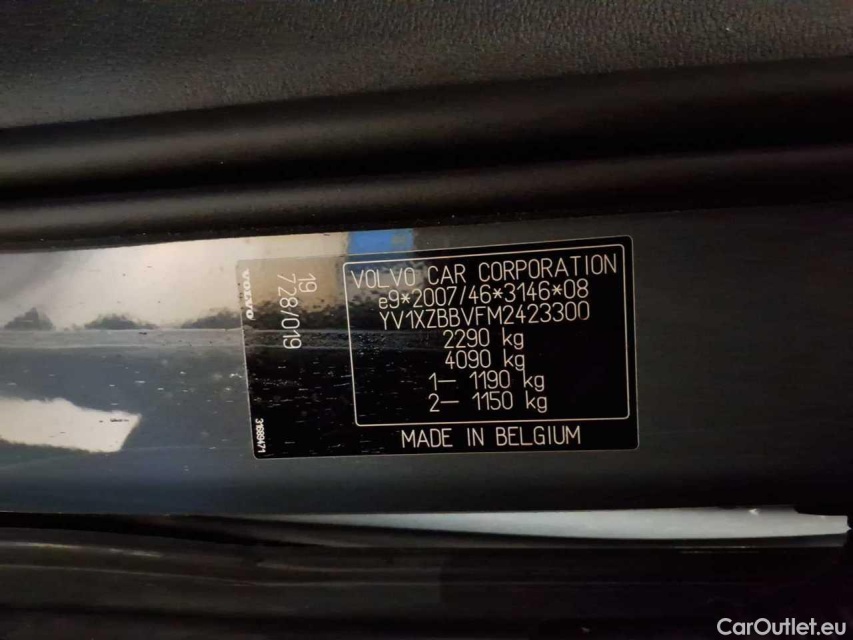 VOLVO
19
728/019
31689471
VOLVO CAR CORPORATION
e9*2007/46*3146*08
YV1XZBBVFM2423300
2290 kg
4090 kg
1– 1190 kg
2– 1150 kg
MADE IN BELGIUM
CarOutlet.eu